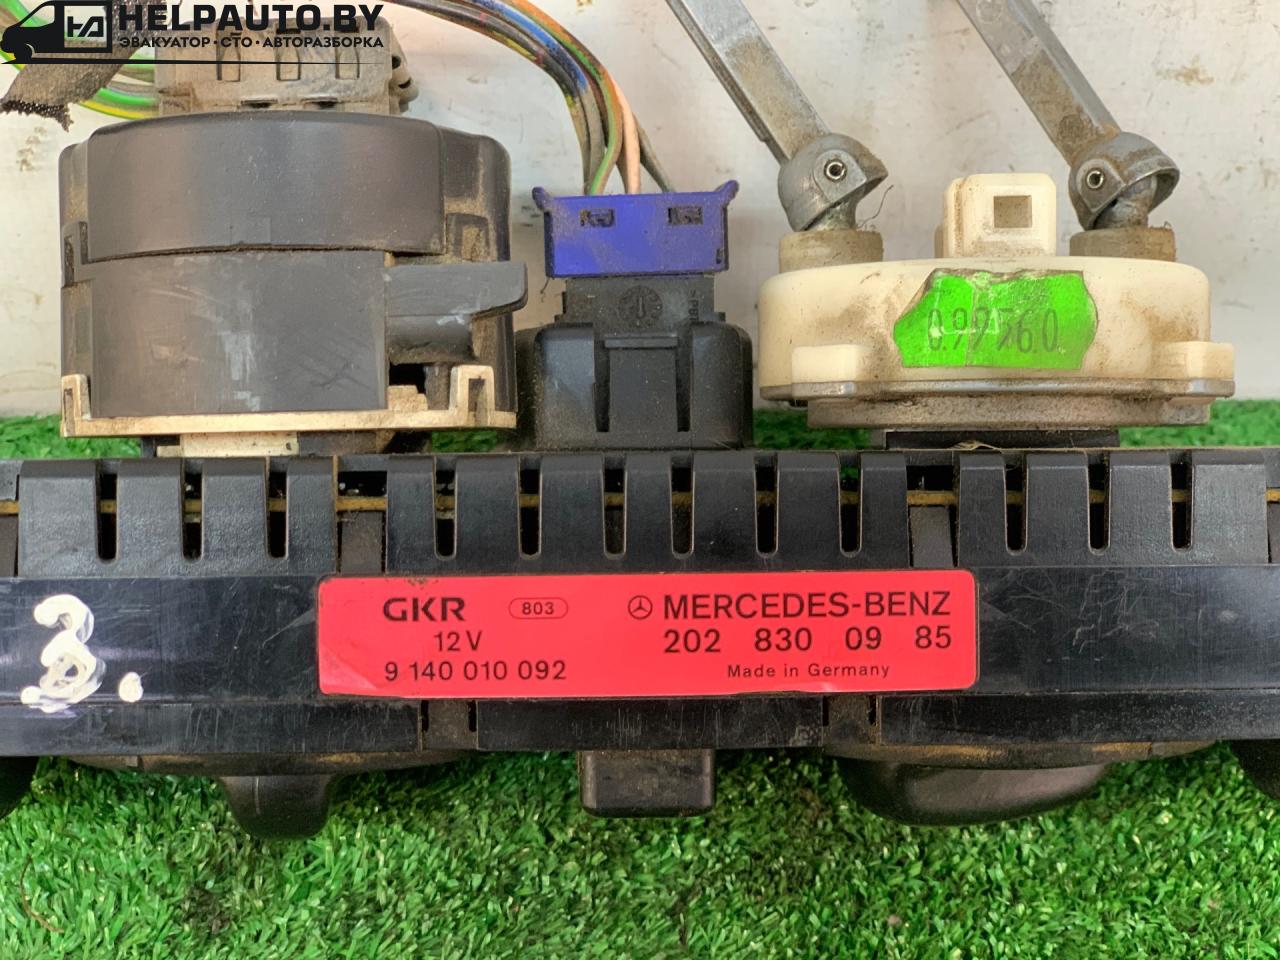 HELPAUTO.BY
ЭВАКУАТОР · СТО · АВТОРАЗБОРКА
GKR 803 MERCEDES-BENZ
12 V 202 830 09 85
9 140 010 092 Made in Germany
3.